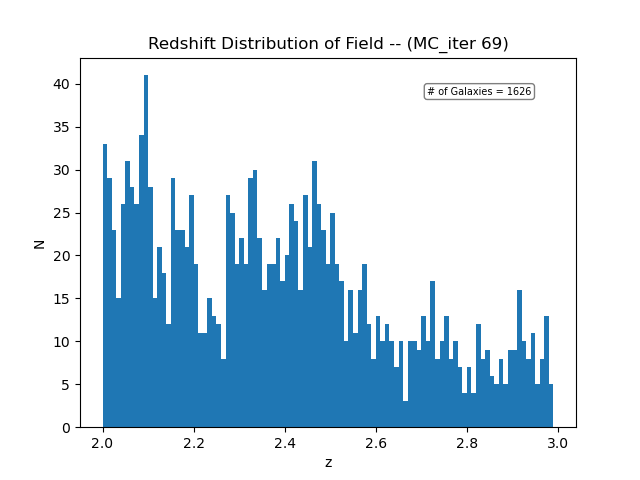 Redshift Distribution of Field -- (MC_iter 69)
# of Galaxies = 1626
40
35
30
25
20
15
10
5
0
N
2.0 2.2 2.4 2.6 2.8 3.0
z